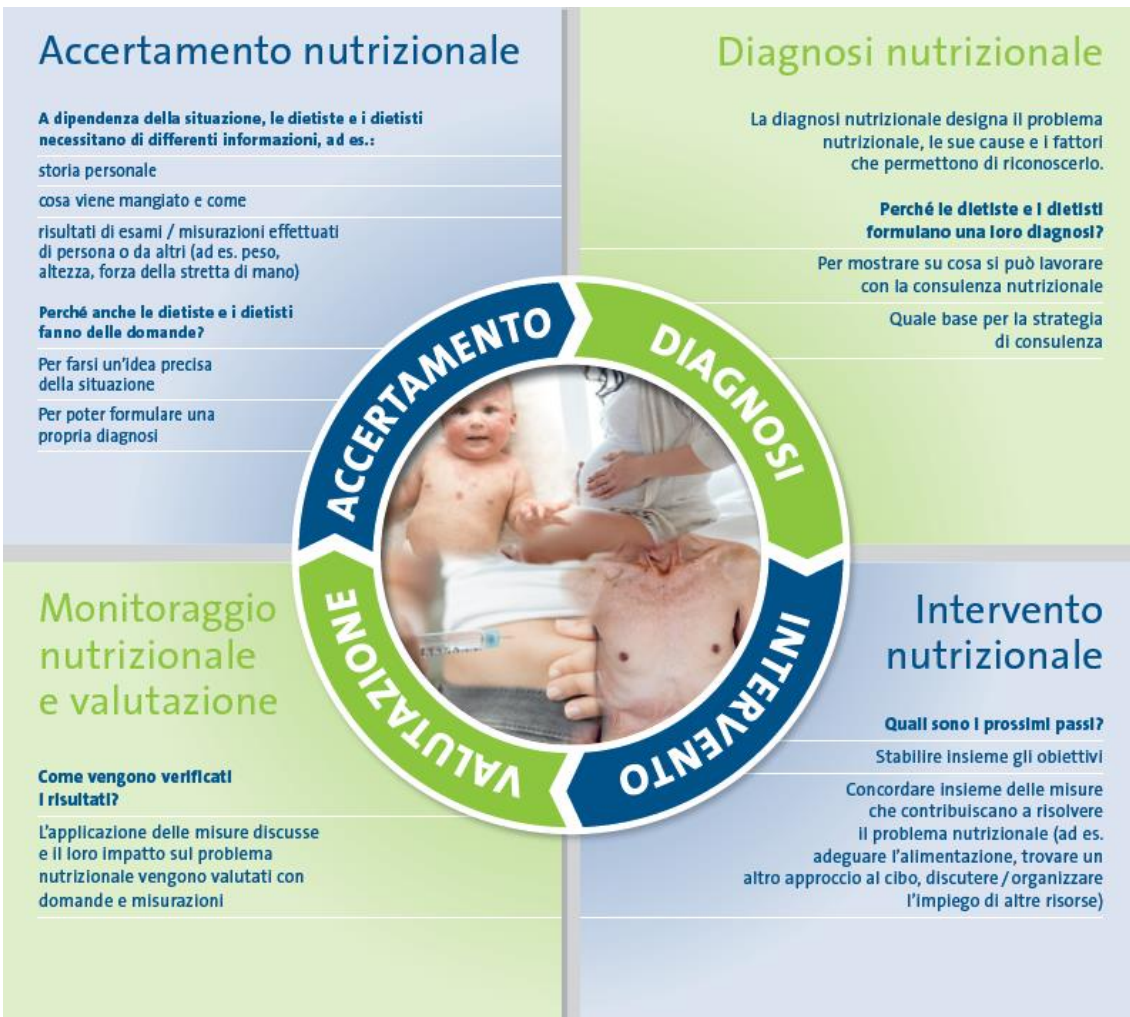 Accertamento nutrizionale
A dipendenza della situazione, le dietiste e i dietisti
necessitano di differenti informazioni, ad es.:
storia personale
cosa viene mangiato e come
risultati di esami / misurazioni effettuati
di persona o da altri (ad es. peso,
altezza, forza della stretta di mano)
Perché anche le dietiste e i dietisti
fanno delle domande?
Per farsi un'idea precisa
della situazione
Per poter formulare una
propria diagnosi
Diagnosi nutrizionale
La diagnosi nutrizionale designa il problema
nutrizionale, le sue cause e i fattori
che permettono di riconoscerlo.
Perché le dietiste e i dietisti
formulano una loro diagnosi?
Per mostrare su cosa si può lavorare
con la consulenza nutrizionale
Quale base per la strategia
di consulenza
ACCERTAMENTO
DIAGNOSI
INTERVENTO
VALUTAZIONE
Monitoraggio
nutrizionale
e valutazione
Come vengono verificati
i risultati?
L'applicazione delle misure discusse
e il loro impatto sul problema
nutrizionale vengono valutati con
domande e misurazioni
Intervento
nutrizionale
Quali sono i prossimi passi?
Stabilire insieme gli obiettivi
Concordare insieme delle misure
che contribuiscano a risolvere
il problema nutrizionale (ad es.
adeguare l'alimentazione, trovare un
altro approccio al cibo, discutere / organizzare
l'impiego di altre risorse)